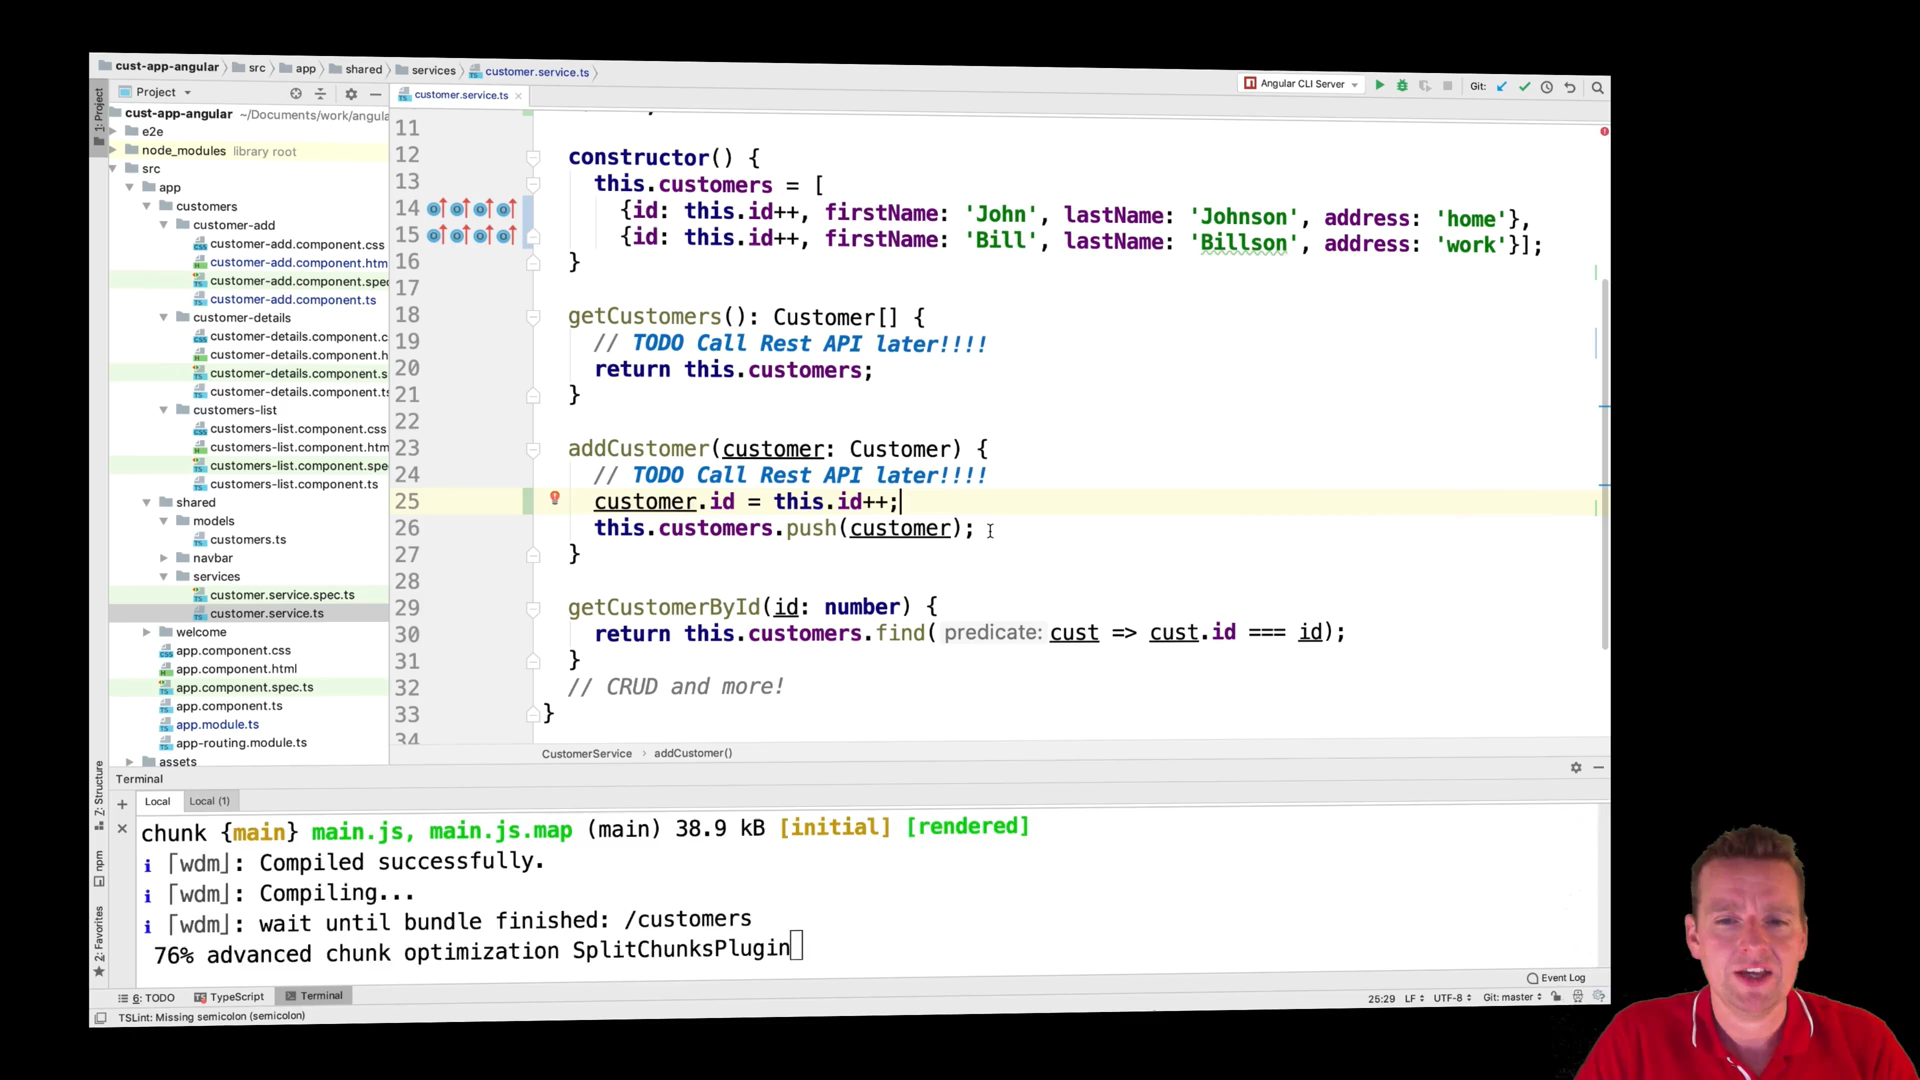 cust-app-angular
src
app
shared
services
customer.service.ts
Angular CLI Server
Git:
1: Project
Project
customer.service.ts
cust-app-angular ~/Documents/work/angula
e2e
node_modules library root
src
app
customers
customer-add
customer-add.component.css
customer-add.component.htm
customer-add.component.spe
customer-add.component.ts
customer-details
customer-details.component.c
customer-details.component.h
customer-details.component.s
customer-details.component.ts
customers-list
customers-list.component.css
customers-list.component.htm
customers-list.component.spe
customers-list.component.ts
shared
models
customers.ts
navbar
services
customer.service.spec.ts
customer.service.ts
welcome
app.component.css
app.component.html
app.component.spec.ts
app.component.ts
app.module.ts
app-routing.module.ts
assets
11
12 constructor() {
13 this.customers = [
14 {id: this.id++, firstName: 'John', lastName: 'Johnson', address: 'home'},
15 {id: this.id++, firstName: 'Bill', lastName: 'Billson', address: 'work'}];
16 }
17
18 getCustomers(): Customer[] {
19 // TODO Call Rest API later!!!!
20 return this.customers;
21 }
22
23 addCustomer(customer: Customer) {
24 // TODO Call Rest API later!!!!
25 customer.id = this.id++;
26 this.customers.push(customer);
27 }
28
29 getCustomerById(id: number) {
30 return this.customers.find( predicate: cust => cust.id === id);
31 }
32 // CRUD and more!
33 }
34
CustomerService addCustomer()
7: Structure
npm
2: Favorites
Terminal
Local Local (1)
chunk {main} main.js, main.js.map (main) 38.9 kB [initial] [rendered]
i ｢wdm｣: Compiled successfully.
i ｢wdm｣: Compiling...
i ｢wdm｣: wait until bundle finished: /customers
76% advanced chunk optimization SplitChunksPlugin
6: TODO TypeScript Terminal
Event Log
TSLint: Missing semicolon (semicolon)
25:29 LF UTF-8 Git: master